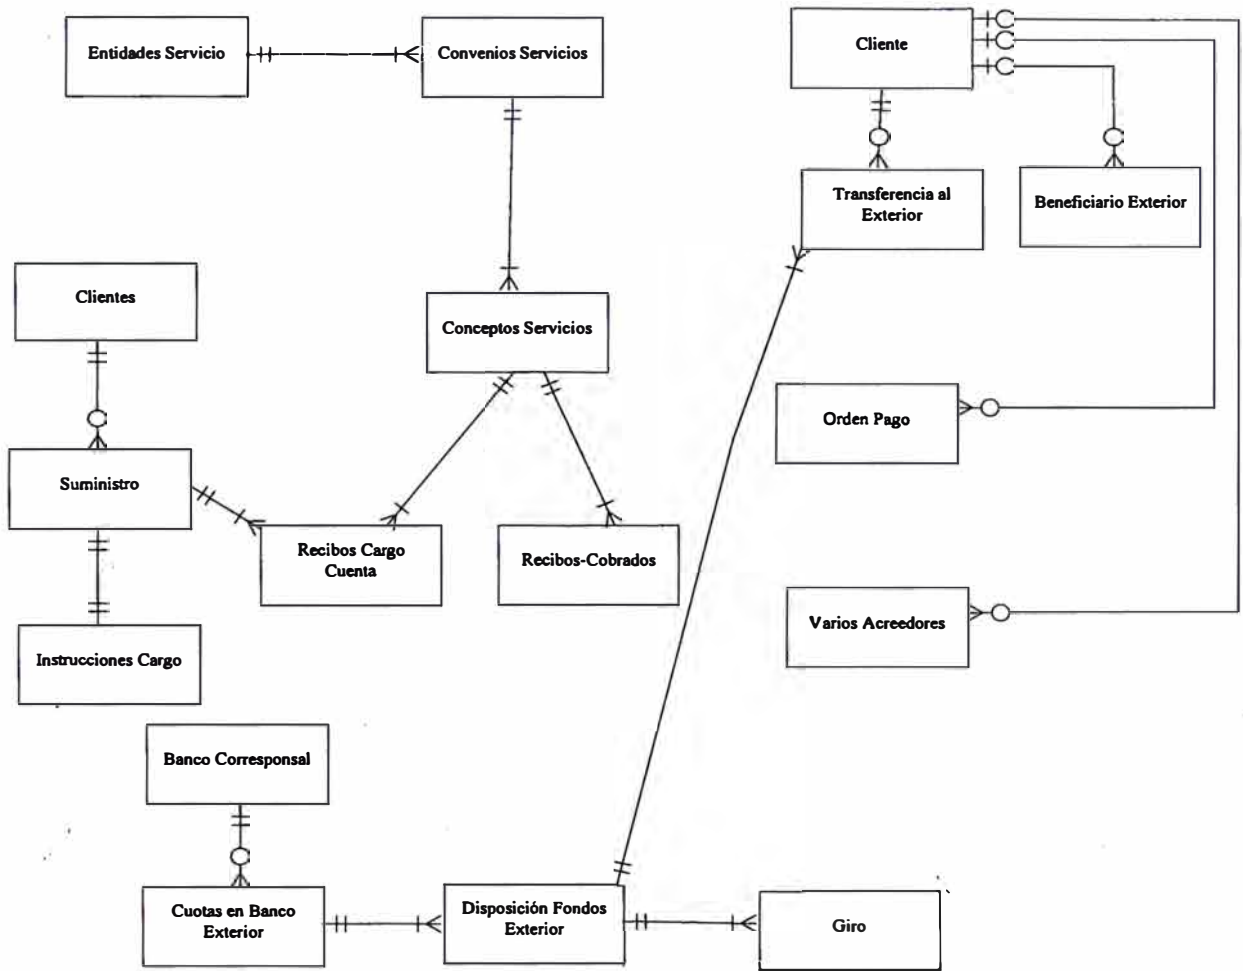 Entidades Servicio
Convenios Servicios
Cliente
Transferencia al
Exterior
Beneficiario Exterior
Clientes
Conceptos Servicios
Orden Pago
Suministro
Recibos Cargo
Cuenta
Recibos-Cobrados
Varios Acreedores
Instrucciones Cargo
Banco Corresponsal
Cuotas en Banco
Exterior
Disposición Fondos
Exterior
Giro